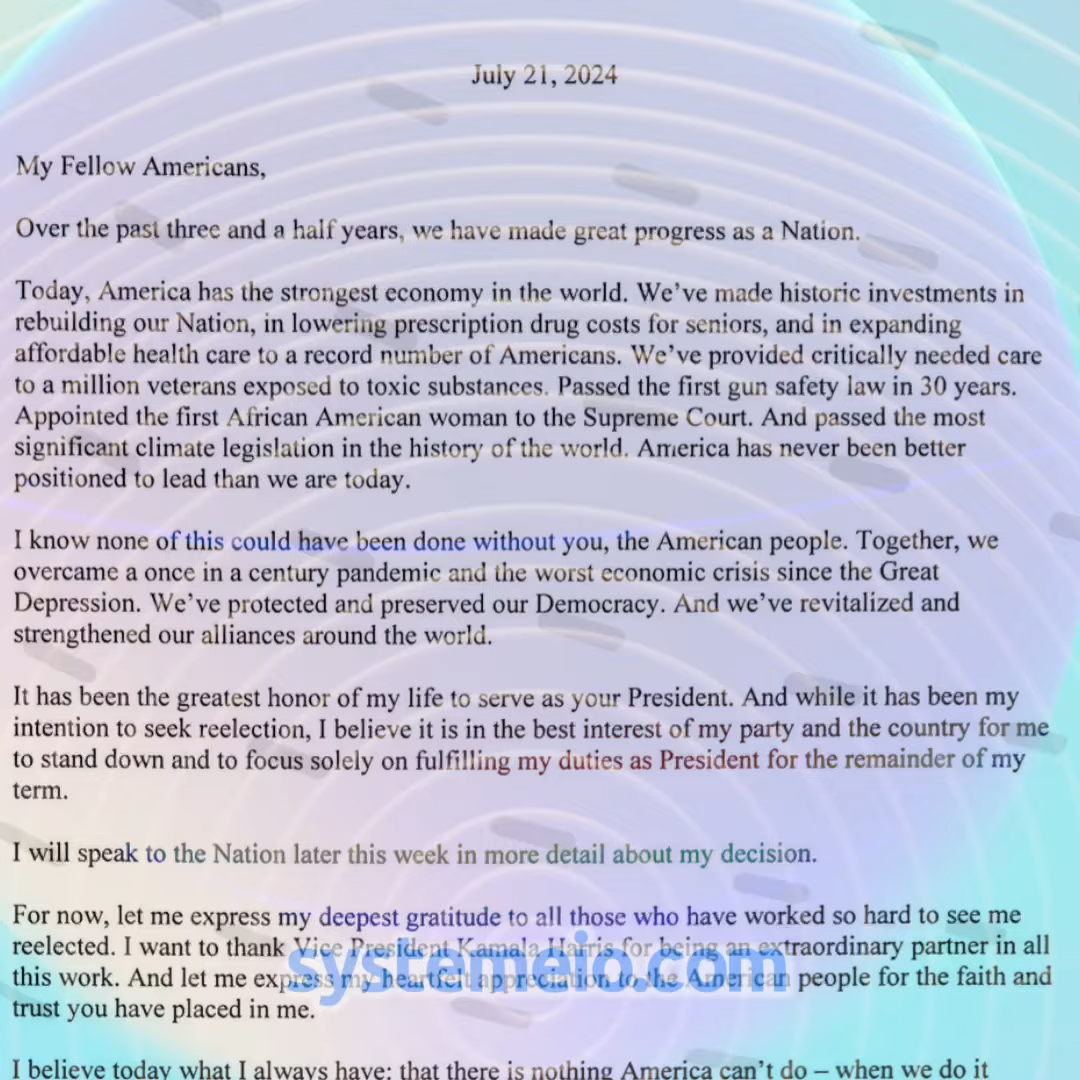 July 21, 2024
My Fellow Americans,
Over the past three and a half years, we have made great progress as a Nation.
Today, America has the strongest economy in the world. We've made historic investments in
rebuilding our Nation, in lowering prescription drug costs for seniors, and in expanding
affordable health care to a record number of Americans. We've provided critically needed care
to a million veterans exposed to toxic substances. Passed the first gun safety law in 30 years.
Appointed the first African American woman to the Supreme Court. And passed the most
significant climate legislation in the history of the world. America has never been better
positioned to lead than we are today.
I know none of this could have been done without you, the American people. Together, we
overcame a once in a century pandemic and the worst economic crisis since the Great
Depression. We've protected and preserved our Democracy. And we've revitalized and
strengthened our alliances around the world.
It has been the greatest honor of my life to serve as your President. And while it has been my
intention to seek reelection, I believe it is in the best interest of my party and the country for me
to stand down and to focus solely on fulfilling my duties as President for the remainder of my
term.
I will speak to the Nation later this week in more detail about my decision.
For now, let me express my deepest gratitude to all those who have worked so hard to see me
reelected. I want to thank Vice President Kamala Harris for being an extraordinary partner in all
this work. And let me express my heartfelt appreciation to the American people for the faith and
systemeio.com
trust you have placed in me.
I believe today what I always have: that there is nothing America can't do – when we do it